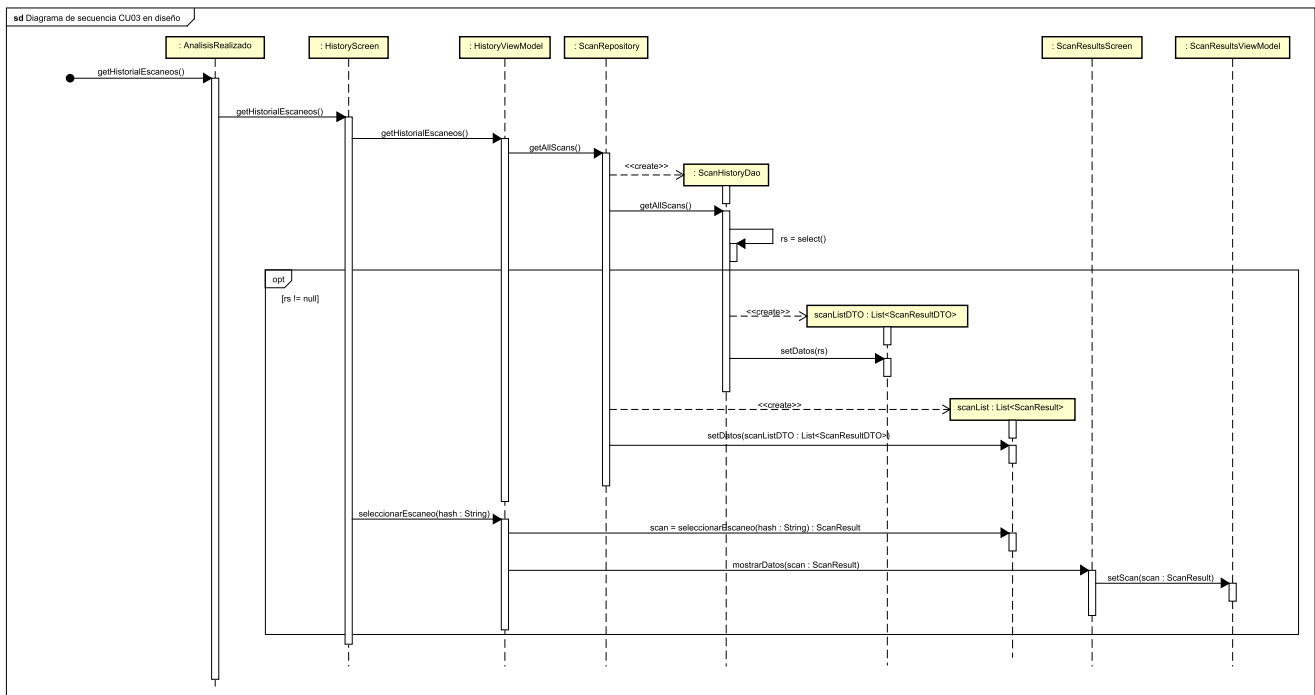 sd Diagrama de secuencia CU03 en diseño
: AnalisisRealizado
: HistoryScreen
: HistoryViewModel
: ScanRepository
: ScanResultsScreen
: ScanResultsViewModel
getHistorialEscaneos()
getHistorialEscaneos()
getHistorialEscaneos()
getAllScans()
<<create>>
: ScanHistoryDao
getAllScans()
rs = select()
opt
[rs != null]
<<create>>
scanListDTO : List<ScanResultDTO>
setDatos(rs)
<<create>>
scanList : List<ScanResult>
setDatos(scanListDTO : List<ScanResultDTO>)
seleccionarEscaneo(hash : String)
scan = seleccionarEscaneo(hash : String) : ScanResult
mostrarDatos(scan : ScanResult)
setScan(scan : ScanResult)